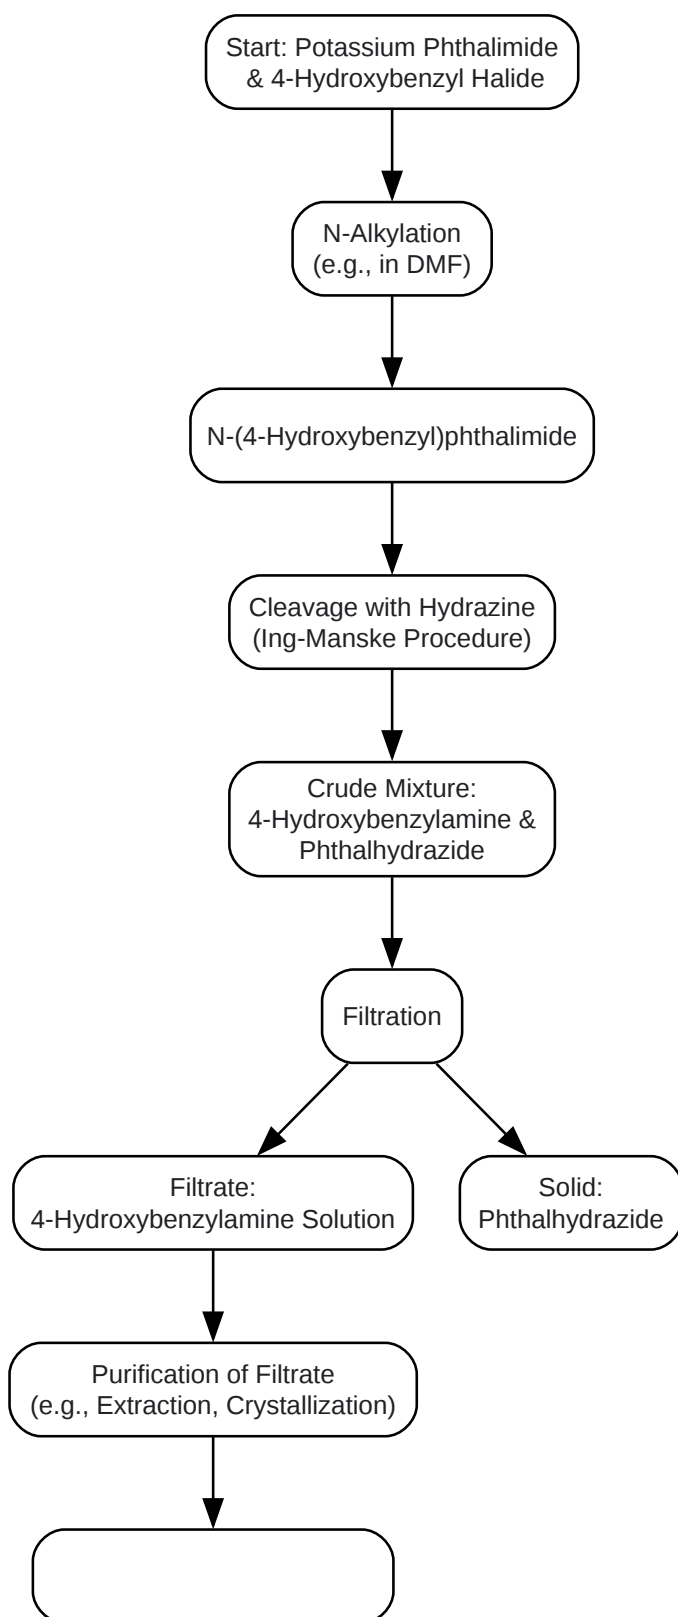 Start: Potassium Phthalimide
& 4-Hydroxybenzyl Halide
N-Alkylation
(e.g., in DMF)
N-(4-Hydroxybenzyl)phthalimide
Cleavage with Hydrazine
(Ing-Manske Procedure)
Crude Mixture:
4-Hydroxybenzylamine &
Phthalhydrazide
Filtration
Filtrate:
4-Hydroxybenzylamine Solution
Solid:
Phthalhydrazide
Purification of Filtrate
(e.g., Extraction, Crystallization)